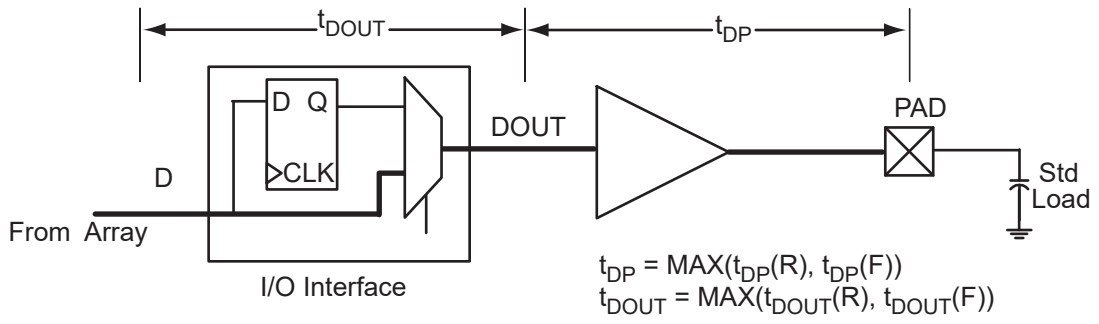 tDOUT
tDP
D Q
CLK
DOUT
PAD
D
Std
Load
From Array
I/O Interface
tDP = MAX(tDP(R), tDP(F))
tDOUT = MAX(tDOUT(R), tDOUT(F))